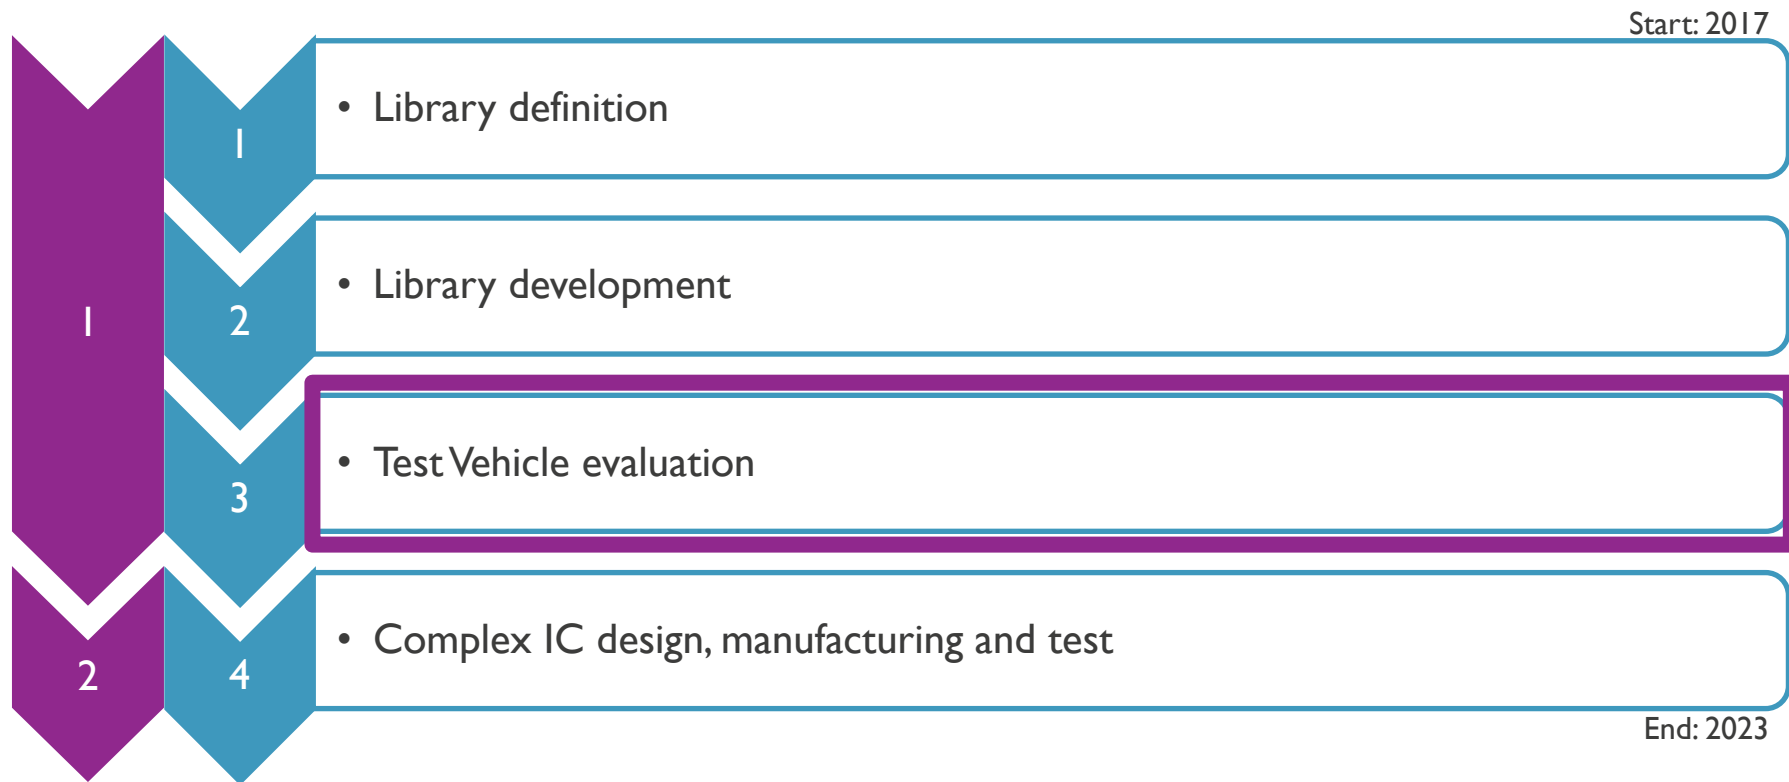 Start: 2017
1
1
• Library definition
2
• Library development
3
• Test Vehicle evaluation
2
4
• Complex IC design, manufacturing and test
End: 2023